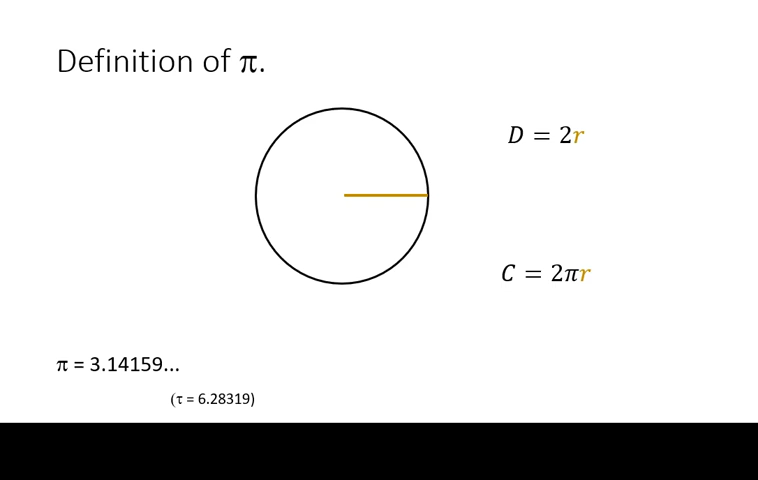 Definition of π.
D = 2r
C = 2πr
π = 3.14159...
(τ = 6.28319)